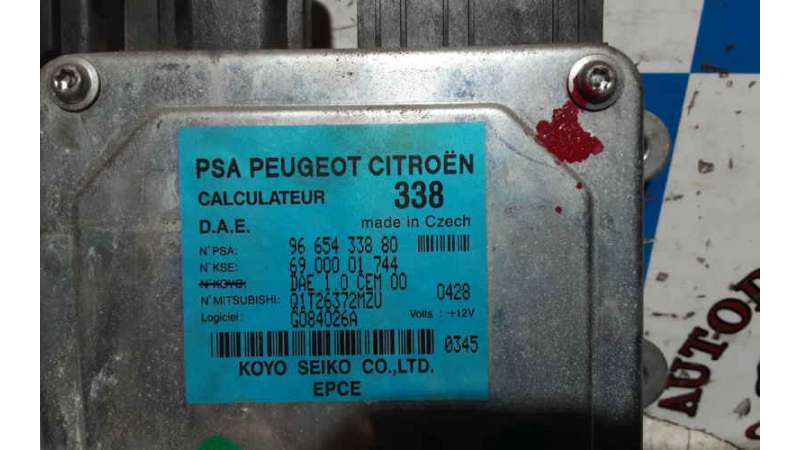 PSA PEUGEOT CITROËN
CALCULATEUR 338
D.A.E. made in Czech
N°PSA: 96 654 338 80
N°KSE: 69 000 01 744
N°KOYO: DAE 1.0 CEM 00
N°MITSUBISHI: Q1T26372MZU 0428
Logiciel: G084026A Volts : +12V
0345
KOYO SEIKO CO.,LTD.
EPCE
AUTOD